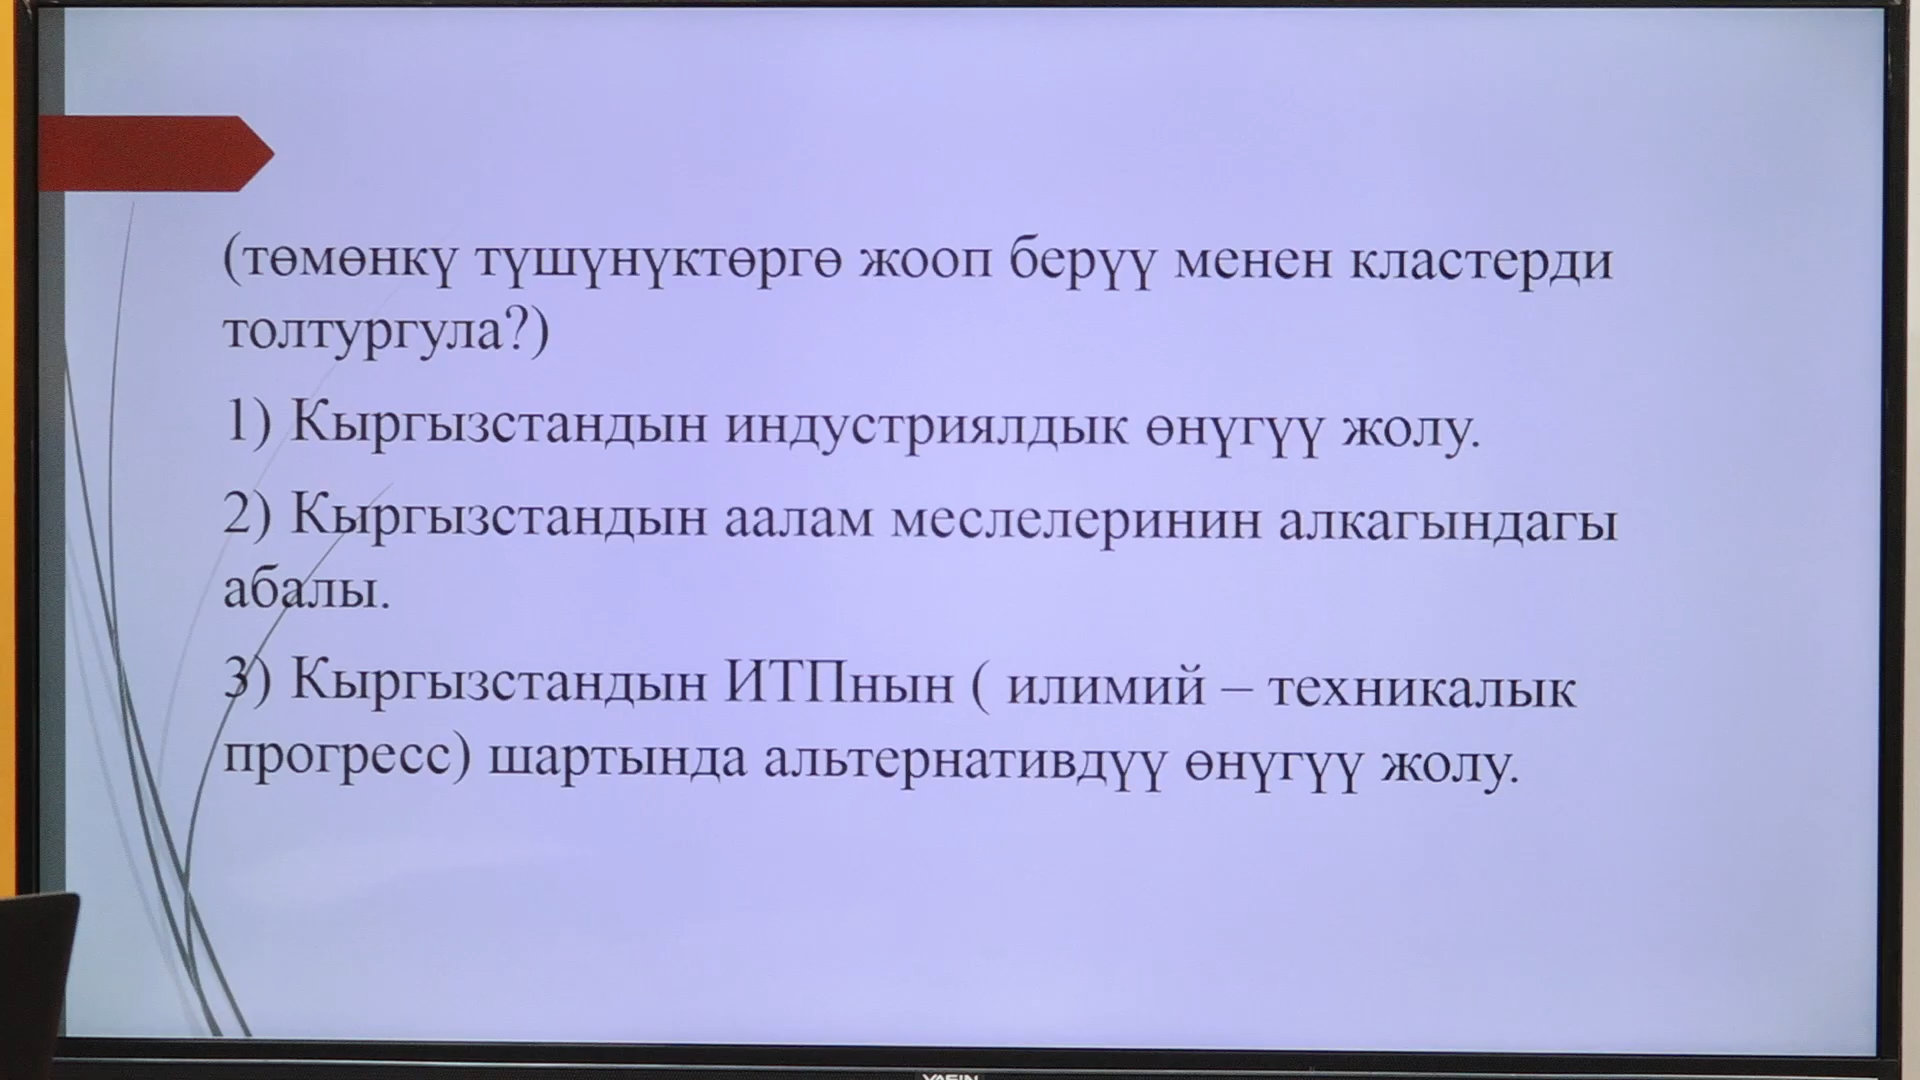 (төмөнкү түшүнүктөргө жооп берүү менен кластерди
толтургула?)
1) Кыргызстандын индустриялдык өнүгүү жолу.
2) Кыргызстандын аалам меслелеринин алкагындагы
абалы.
3) Кыргызстандын ИТПнын ( илимий – техникалык
прогресс) шартында альтернативдүү өнүгүү жолу.